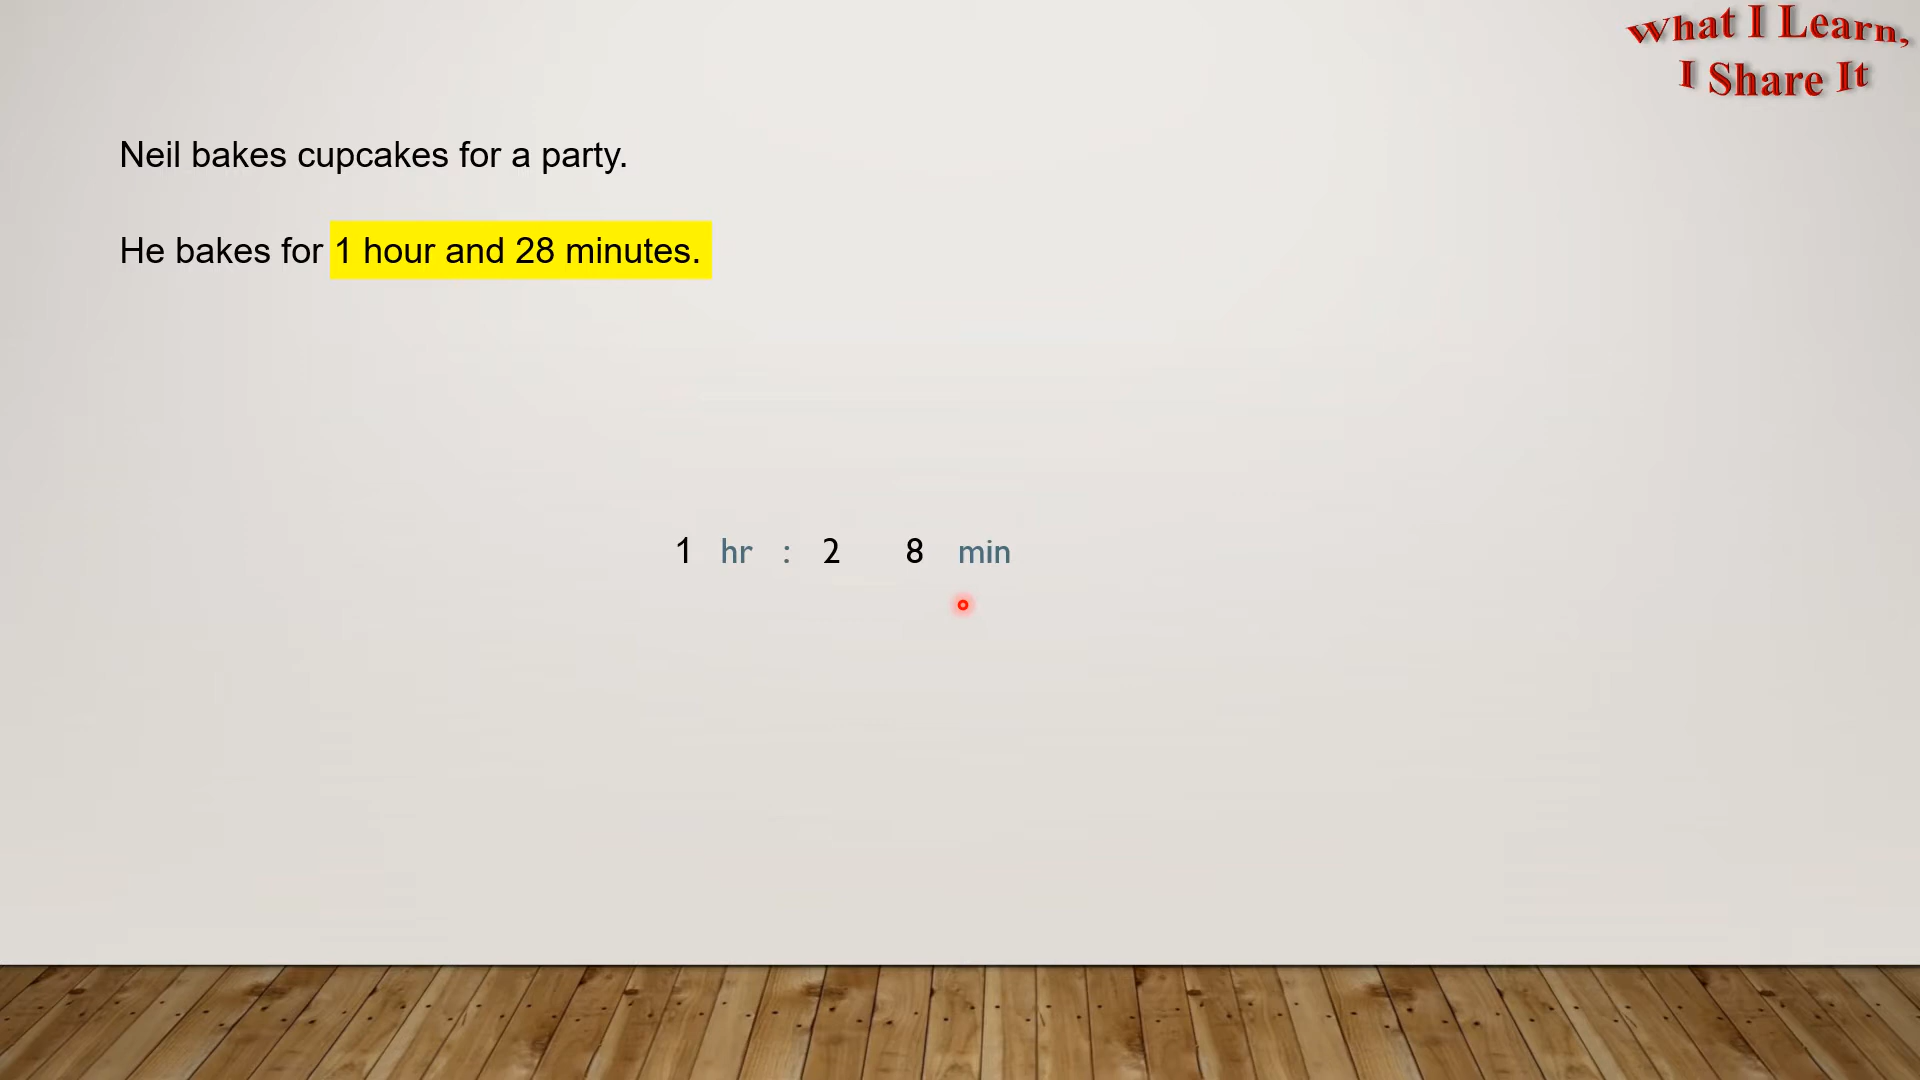 What I Learn,
I Share It
Neil bakes cupcakes for a party.
He bakes for 1 hour and 28 minutes.
1 hr : 2 8 min